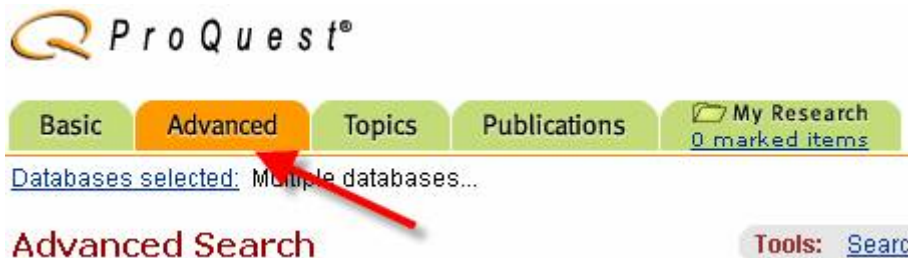 ProQuest®
Basic Advanced Topics Publications My Research
0 marked items
Databases selected: Multiple databases...
Advanced Search Tools: Searc